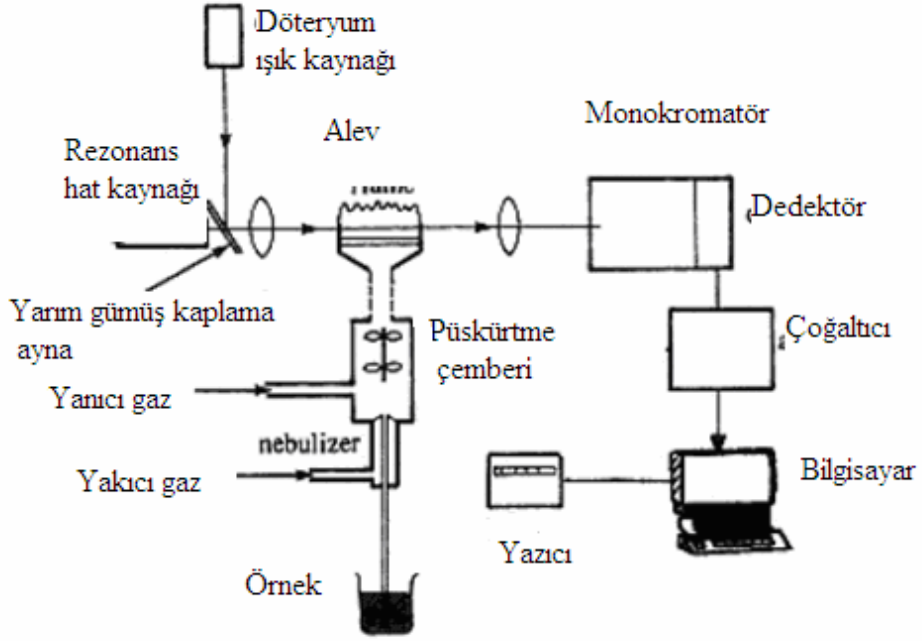 Döteryum
ışık kaynağı
Alev
Monokromatör
Rezonans
hat kaynağı
Dedektör
Yarım gümüş kaplama
ayna
Püskürtme
çemberi
Çoğaltıcı
Yanıcı gaz
nebulizer
Yakıcı gaz
Bilgisayar
Yazıcı
Örnek